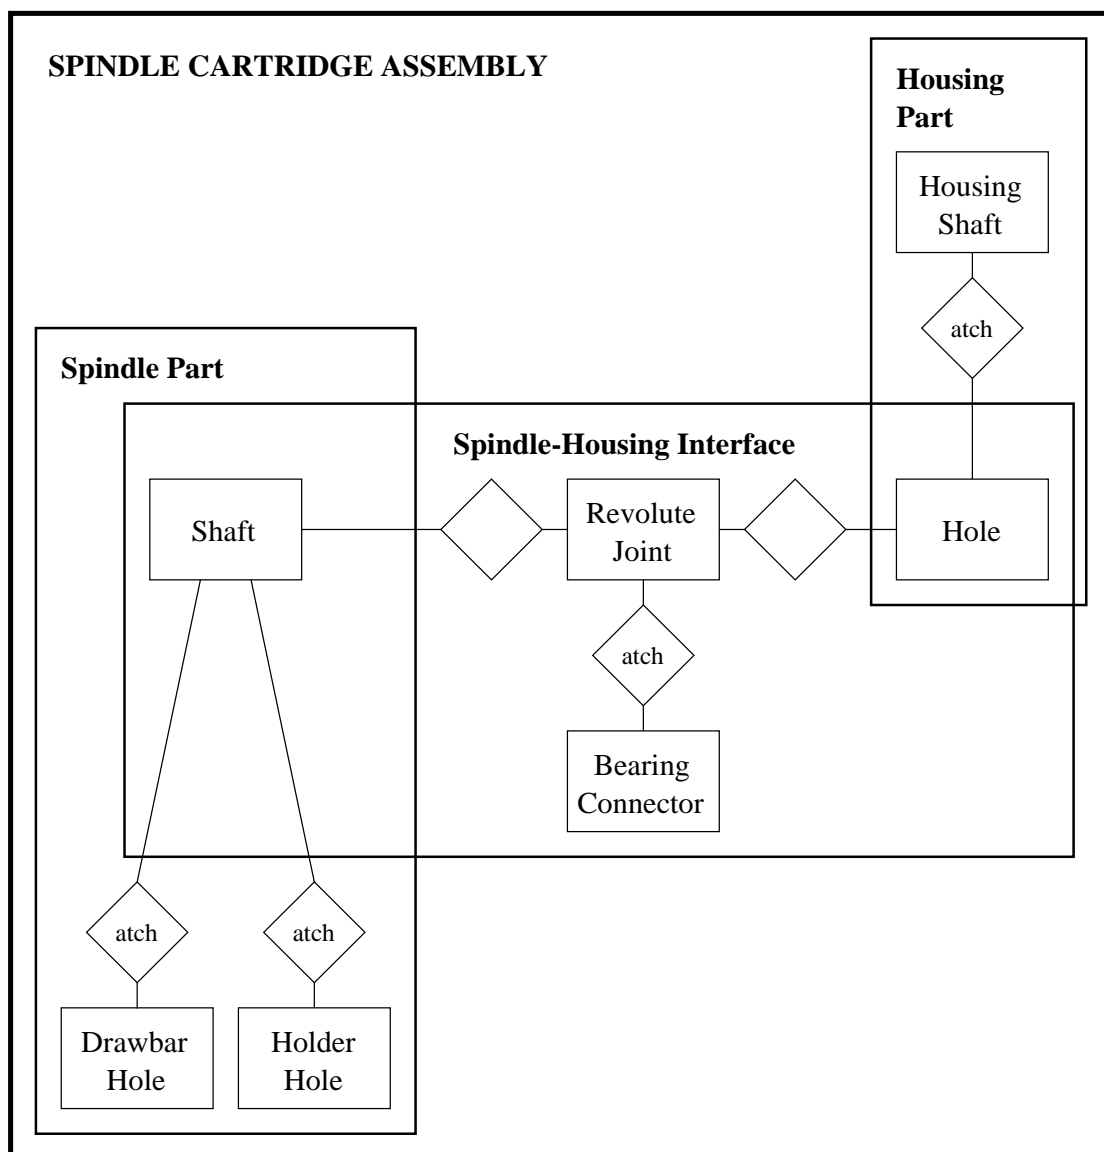 SPINDLE CARTRIDGE ASSEMBLY
Housing
Part
Housing
Shaft
atch
Spindle Part
Spindle-Housing Interface
Shaft
Revolute
Joint
Hole
atch
Bearing
Connector
atch
atch
Drawbar
Hole
Holder
Hole